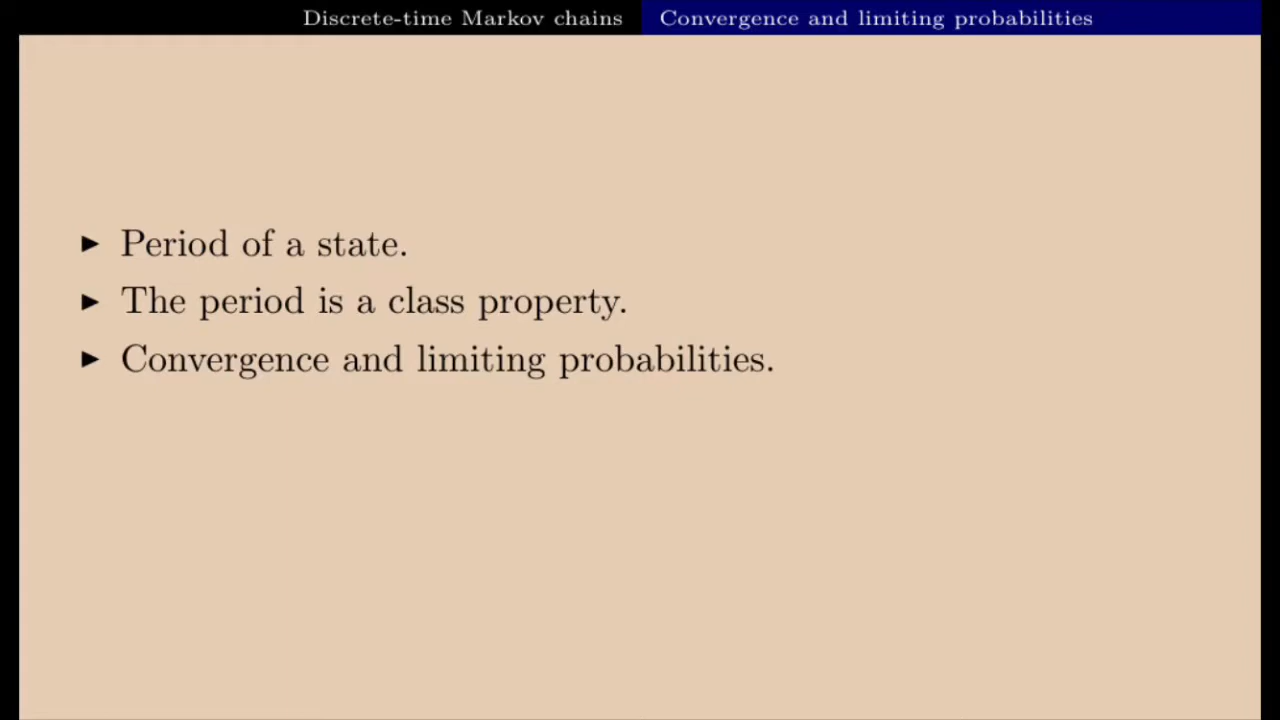 Discrete-time Markov chains
Convergence and limiting probabilities
▶ Period of a state.
▶ The period is a class property.
▶ Convergence and limiting probabilities.